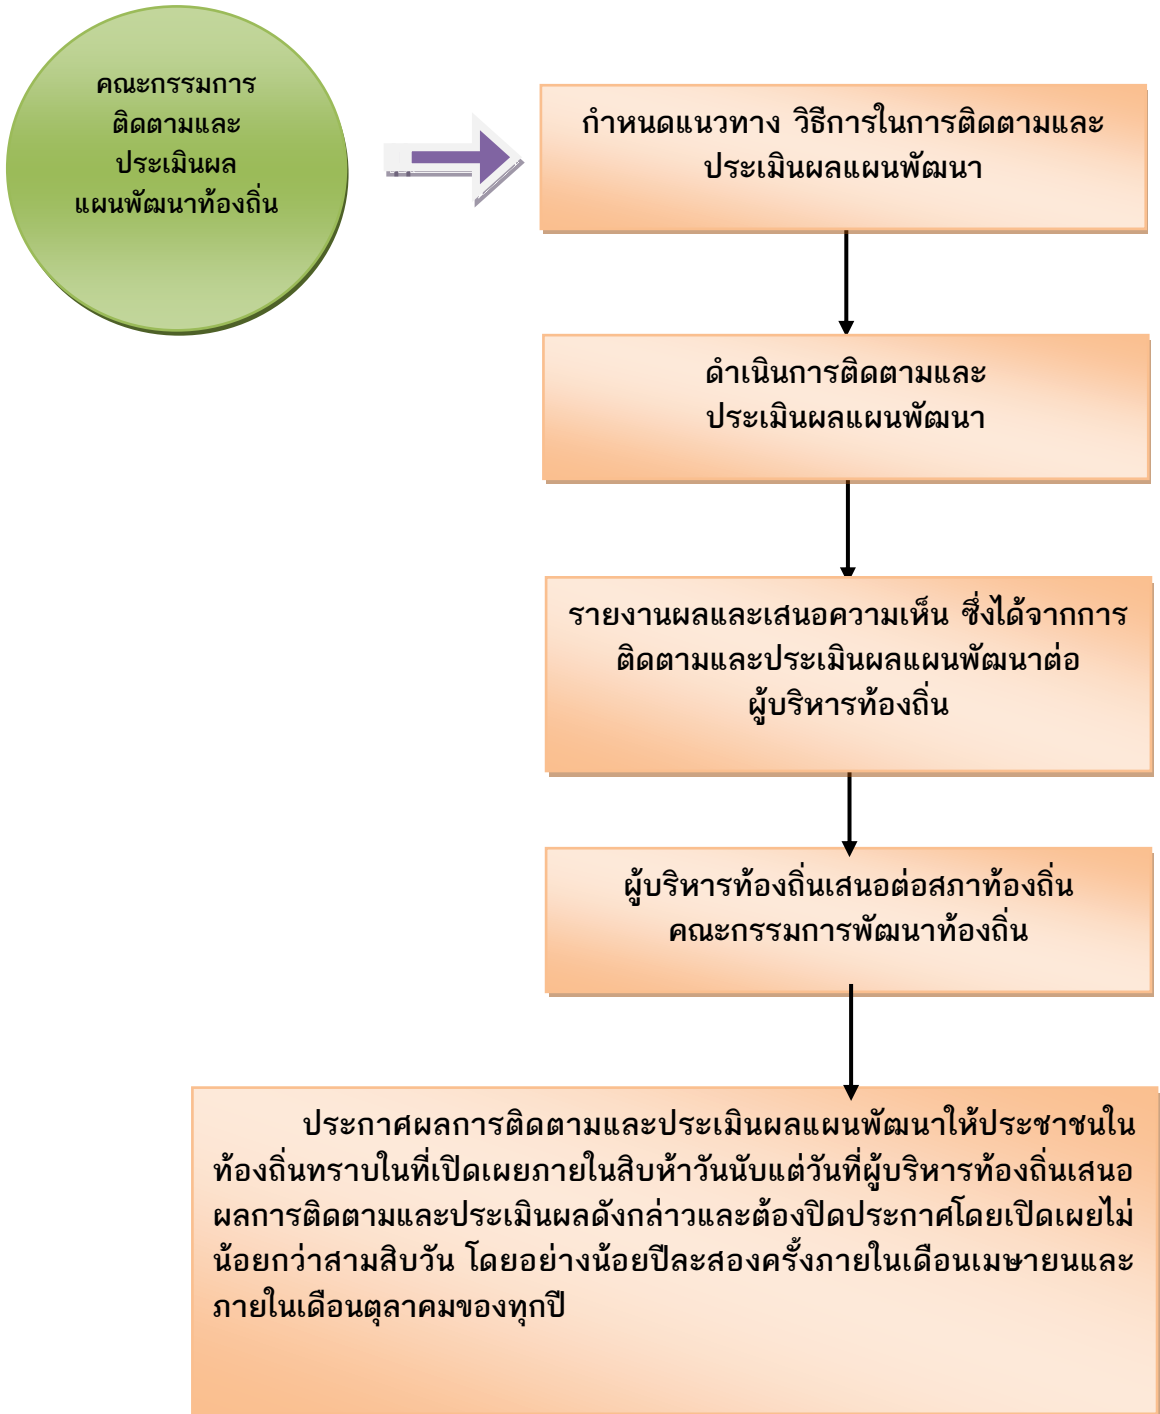 คณะกรรมการ
ติดตามและ
ประเมินผล
แผนพัฒนาท้องถิ่น
กำหนดแนวทาง วิธีการในการติดตามและ
ประเมินผลแผนพัฒนา
ดำเนินการติดตามและ
ประเมินผลแผนพัฒนา
รายงานผลและเสนอความเห็น ซึ่งได้จากการ
ติดตามและประเมินผลแผนพัฒนาต่อ
ผู้บริหารท้องถิ่น
ผู้บริหารท้องถิ่นเสนอต่อสภาท้องถิ่น
คณะกรรมการพัฒนาท้องถิ่น
ประกาศผลการติดตามและประเมินผลแผนพัฒนาให้ประชาชนใน
ท้องถิ่นทราบในที่เปิดเผยภายในสิบห้าวันนับแต่วันที่ผู้บริหารท้องถิ่นเสนอ
ผลการติดตามและประเมินผลดังกล่าวและต้องปิดประกาศโดยเปิดเผยไม่
น้อยกว่าสามสิบวัน โดยอย่างน้อยปีละสองครั้งภายในเดือนเมษายนและ
ภายในเดือนตุลาคมของทุกปี